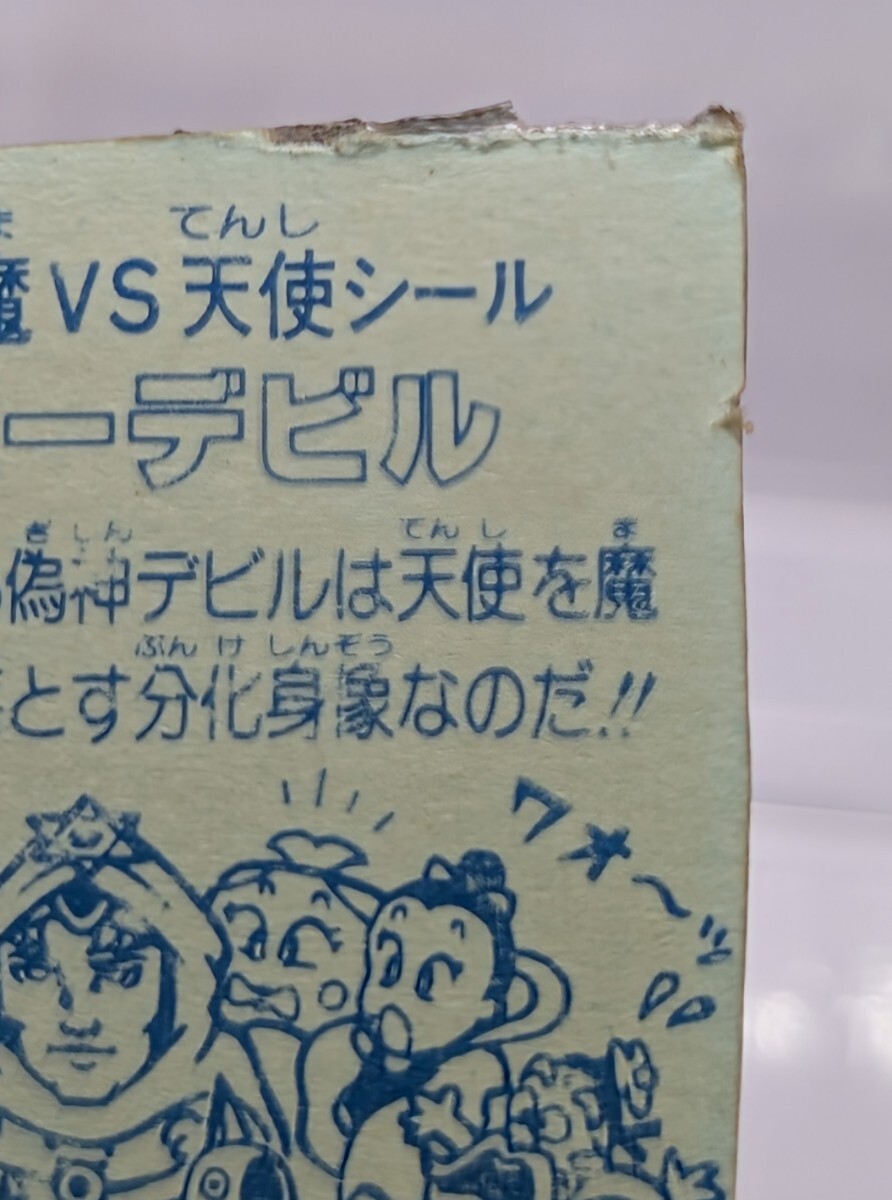 ま てんし
魔VS天使シール
ーデビル
ぎしん てんし ま
偽神デビルは天使を魔
ぶんけしんぞう
とす分化身象なのだ!!
ワォ〜